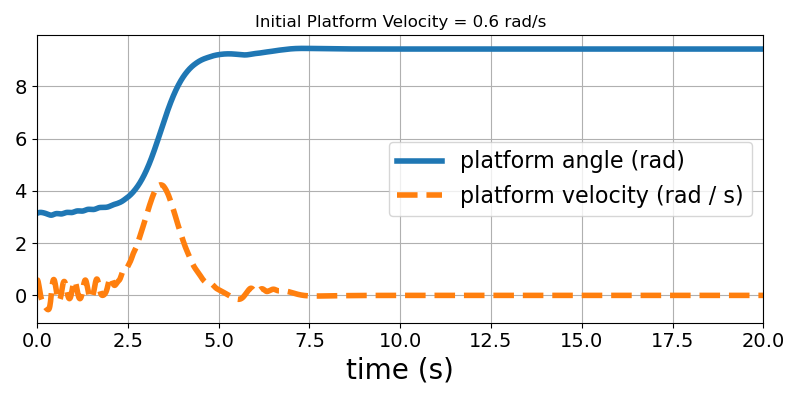 Initial Platform Velocity = 0.6 rad/s
8
6
4
2
0
platform angle (rad)
platform velocity (rad / s)
0.0 2.5 5.0 7.5 10.0 12.5 15.0 17.5 20.0
time (s)